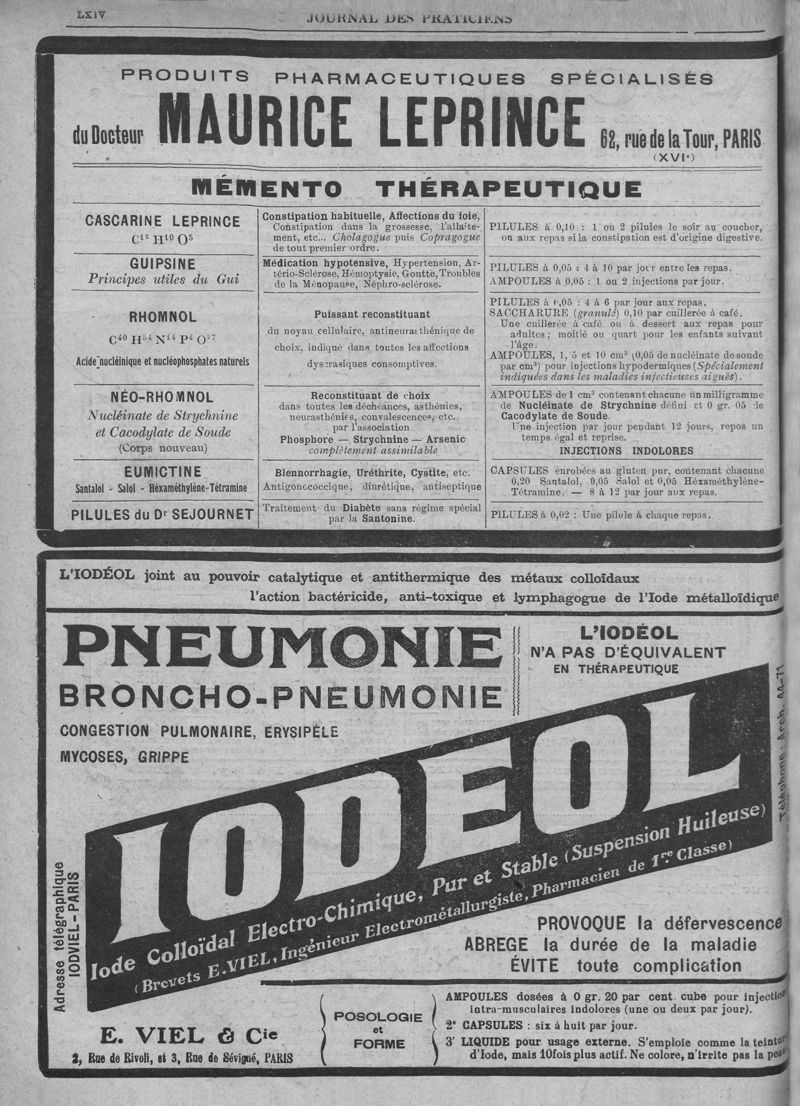 LXIV
JOURNAL DES PRATICIENS
PRODUITS PHARMACEUTIQUES SPÉCIALISÉS
du Docteur MAURICE LEPRINCE 62, rue de la Tour, PARIS
(XVIe)
MÉMENTO THÉRAPEUTIQUE
CASCARINE LEPRINCE
C12 H10 O5
Constipation habituelle, Affections du foie,
Constipation dans la grossesse, l'allaite-
ment, etc... Cholagogue puis Copragogue
de tout premier ordre.
PILULES à 0,10 : 1 ou 2 pilules le soir au coucher,
ou aux repas si la constipation est d'origine digestive.
GUIPSINE
Principes utiles du Gui
Médication hypotensive, Hypertension, Ar-
tério-Sclérose, Hémoptysie, Goutte, Troubles
de la Ménopause, Néphro-sclérose.
PILULES à 0,05 : 4 à 10 par jour entre les repas.
AMPOULES à 0,05 : 1 ou 2 injections par jour.
RHOMNOL
C40 H54 N14 P4 O27
Acide nucléinique et nucléophosphates naturels
Puissant reconstituant
du noyau cellulaire, antineurasthénique de
choix, indiqué dans toutes les affections
dyscrasiques consomptives.
PILULES à 0,05 : 4 à 6 par jour aux repas.
SACCHARURE (granulé) 0,10 par cuillerée à café.
Une cuillerée à café ou à dessert aux repas pour
adultes; moitié ou quart pour les enfants suivant
l'âge.
AMPOULES, 1, 5 et 10 cm³ (0,05 de nucléinate de soude
par cm³) pour injections hypodermiques (Spécialement
indiquées dans les maladies infectieuses aiguës).
NÉO-RHOMNOL
Nucléinate de Strychnine
et Cacodylate de Soude
(Corps nouveau)
Reconstituant de choix
dans toutes les déchéances, asthénies,
neurasthénies, convalescences, etc.
par l'association
Phosphore — Strychnine — Arsenic
complètement assimilable
AMPOULES de 1 cm³ contenant chacune un milligramme
de Nucléinate de Strychnine défini et 0 gr. 05 de
Cacodylate de Soude.
Une injection par jour pendant 12 jours, repos un
temps égal et reprise.
INJECTIONS INDOLORES
EUMICTINE
Santalol - Salol - Héxaméthylène-Tétramine
Blennorrhagie, Uréthrite, Cystite, etc.
Antigonococcique, diurétique, antiseptique
CAPSULES enrobées au gluten pur, contenant chacune
0,20 Santalol, 0,05 Salol et 0,05 Héxaméthylène-
Tétramine. — 8 à 12 par jour aux repas.
PILULES du Dr SEJOURNET
Traitement du Diabète sans régime spécial
par la Santonine.
PILULES à 0,02 : Une pilule à chaque repas.
L'IODÉOL joint au pouvoir catalytique et antithermique des métaux colloïdaux
l'action bactéricide, anti-toxique et lymphagogue de l'Iode métalloïdique
PNEUMONIE
BRONCHO-PNEUMONIE
CONGESTION PULMONAIRE, ERYSIPÈLE
MYCOSES, GRIPPE
L'IODÉOL
N'A PAS D'ÉQUIVALENT
EN THÉRAPEUTIQUE
Téléphone : Arch. 44-71
IODEOL
Iode Colloïdal Electro-Chimique, Pur et Stable (Suspension Huileuse)
(Brevets E. VIEL, Ingénieur Electrométallurgiste, Pharmacien de 1re Classe)
Adresse télégraphique
IODVIEL-PARIS
PROVOQUE la défervescence
ABREGE la durée de la maladie
ÉVITE toute complication
E. VIEL & Cie
2, Rue de Rivoli, et 3, Rue de Sévigné, PARIS
POSOLOGIE
et
FORME
AMPOULES dosées à 0 gr. 20 par cent. cube pour injectio
intra-musculaires indolores (une ou deux par jour).
2° CAPSULES : six à huit par jour.
3° LIQUIDE pour usage externe. S'emploie comme la teintur
d'Iode, mais 10 fois plus actif. Ne colore, n'irrite pas la pea